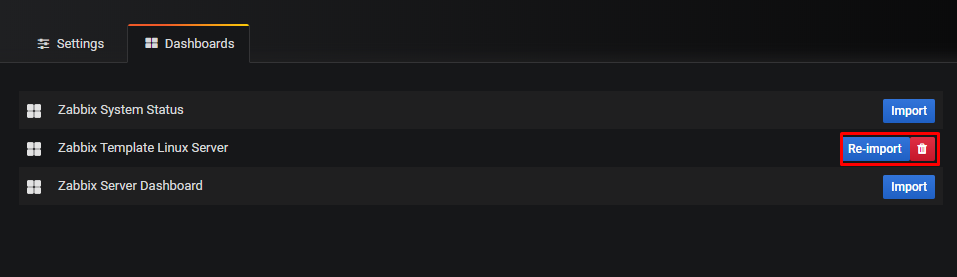 Settings
Dashboards
Zabbix System Status
Import
Zabbix Template Linux Server
Re-import
Zabbix Server Dashboard
Import